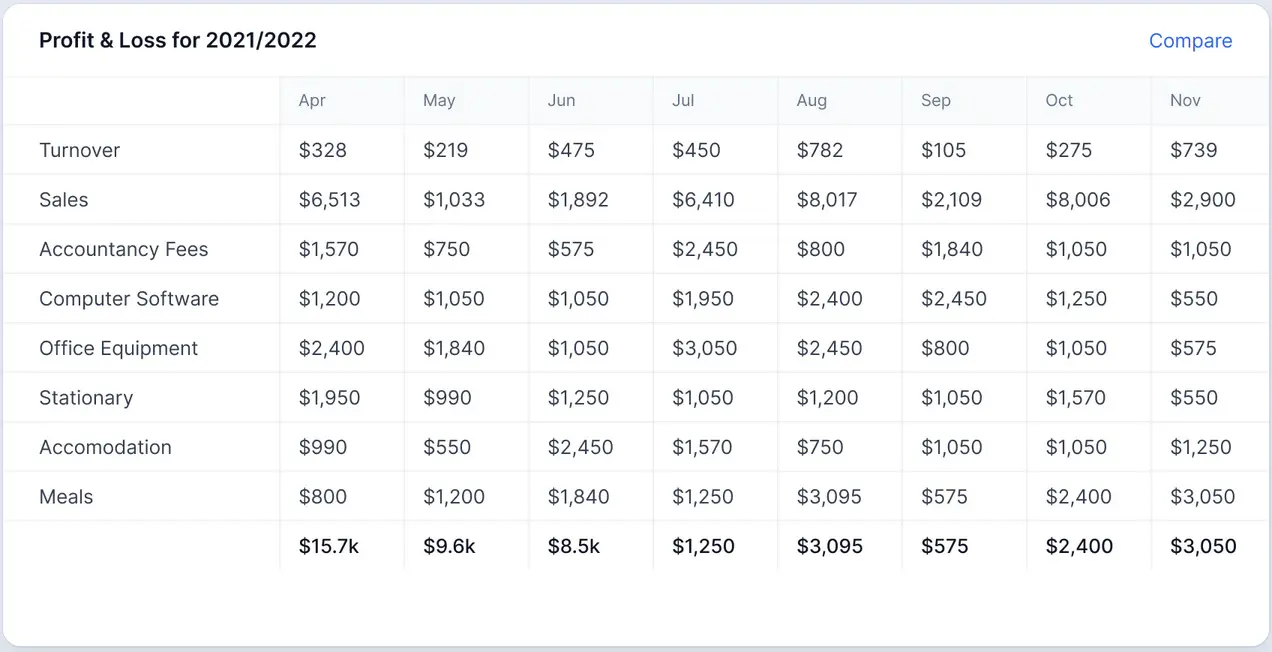 Profit & Loss for 2021/2022 Compare
Apr May Jun Jul Aug Sep Oct Nov
Turnover $328 $219 $475 $450 $782 $105 $275 $739
Sales $6,513 $1,033 $1,892 $6,410 $8,017 $2,109 $8,006 $2,900
Accountancy Fees $1,570 $750 $575 $2,450 $800 $1,840 $1,050 $1,050
Computer Software $1,200 $1,050 $1,050 $1,950 $2,400 $2,450 $1,250 $550
Office Equipment $2,400 $1,840 $1,050 $3,050 $2,450 $800 $1,050 $575
Stationary $1,950 $990 $1,250 $1,050 $1,200 $1,050 $1,570 $550
Accomodation $990 $550 $2,450 $1,570 $750 $1,050 $1,050 $1,250
Meals $800 $1,200 $1,840 $1,250 $3,095 $575 $2,400 $3,050
$15.7k $9.6k $8.5k $1,250 $3,095 $575 $2,400 $3,050